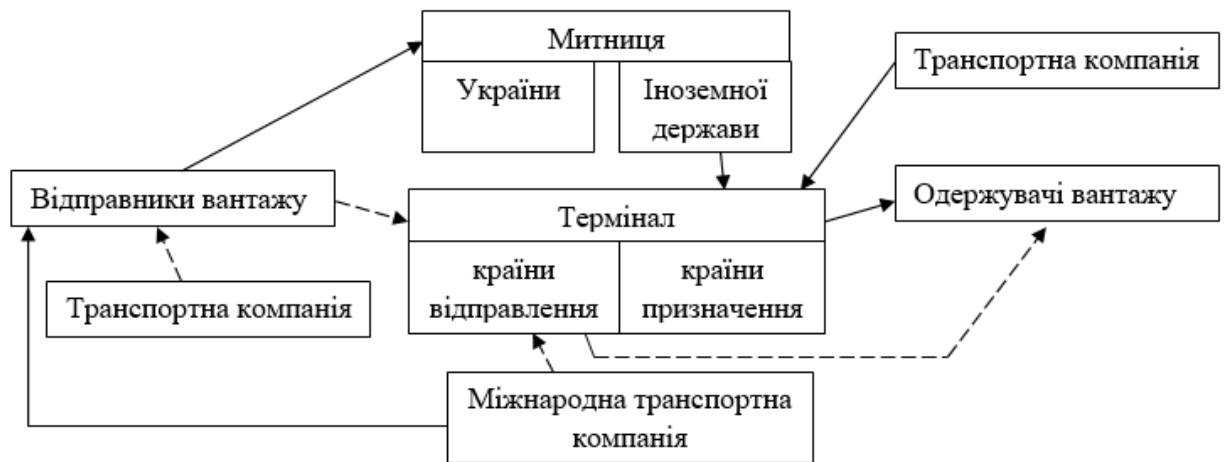 Митниця
України
Іноземної
держави
Транспортна компанія
Відправники вантажу
Термінал
країни
відправлення
країни
призначення
Одержувачі вантажу
Транспортна компанія
Міжнародна транспортна
компанія